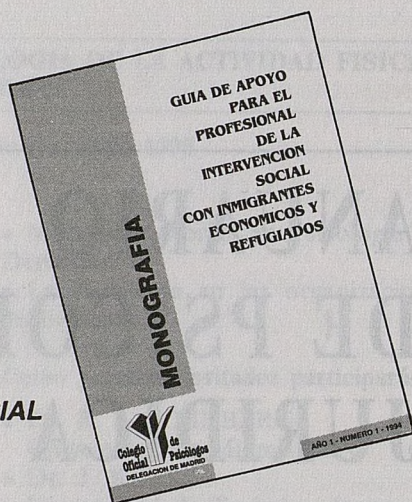 GUIA DE APOYO
PARA EL
PROFESIONAL
DE LA
INTERVENCION
SOCIAL
CON INMIGRANTES
ECONOMICOS Y
REFUGIADOS
MONOGRAFIA
Colegio de
Oficial Psicólogos
DELEGACION DE MADRID
AÑO 1 - NUMERO 1 - 1994
IAL